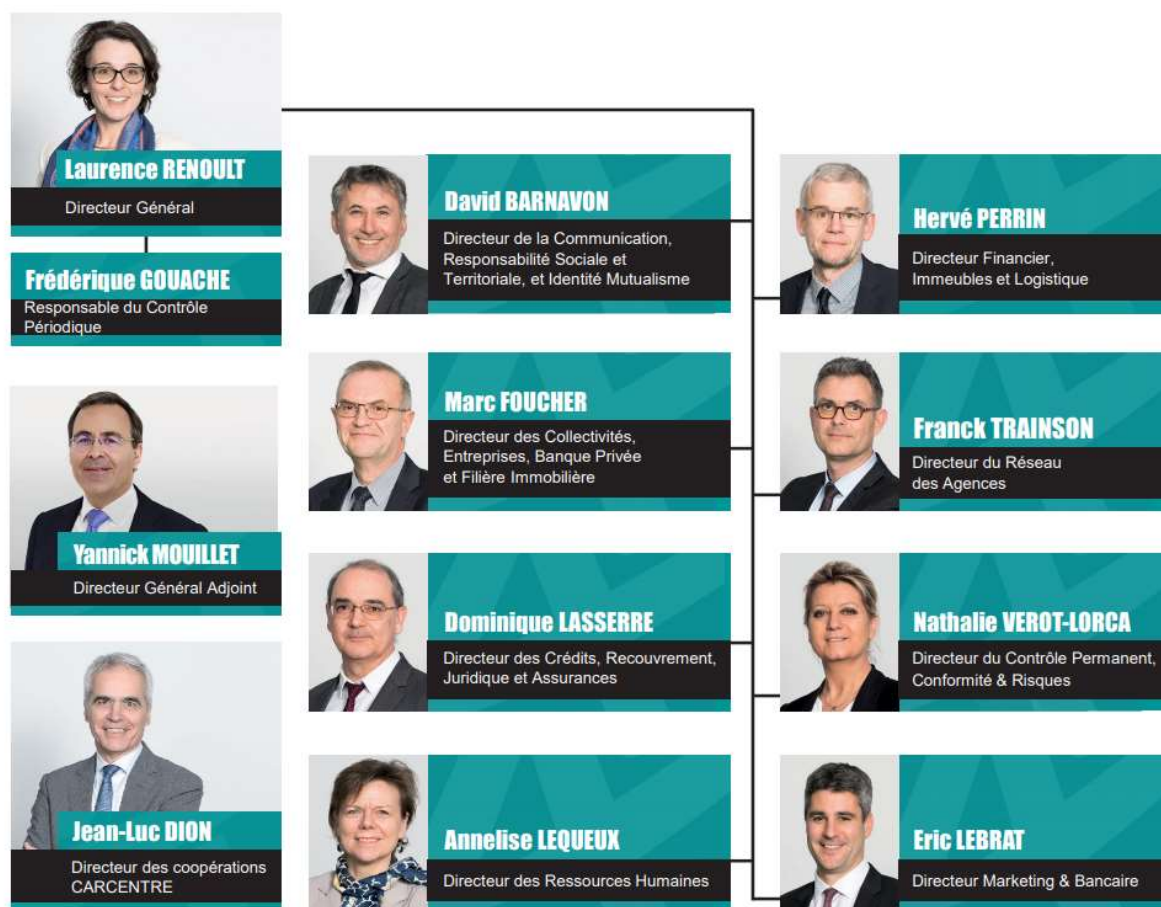 Laurence RENOULT
Directeur Général
Frédérique GOUACHE
Responsable du Contrôle
Périodique
Yannick MOUILLET
Directeur Général Adjoint
Jean-Luc DION
Directeur des coopérations
CARCENTRE
David BARNAVON
Directeur de la Communication,
Responsabilité Sociale et
Territoriale, et Identité Mutualisme
Marc FOUCHER
Directeur des Collectivités,
Entreprises, Banque Privée
et Filière Immobilière
Dominique LASSERRE
Directeur des Crédits, Recouvrement,
Juridique et Assurances
Annelise LEQUEUX
Directeur des Ressources Humaines
Hervé PERRIN
Directeur Financier,
Immeubles et Logistique
Franck TRAINSON
Directeur du Réseau
des Agences
Nathalie VEROT-LORCA
Directeur du Contrôle Permanent,
Conformité & Risques
Eric LEBRAT
Directeur Marketing & Bancaire